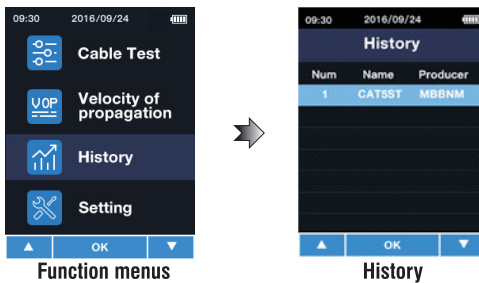 09:30 2016/09/24
Cable Test
VOP
Velocity of
propagation
History
Setting
OK
Function menus
09:30 2016/09/24
History
Num Name Producer
1 CAT5ST MBBNM
OK
History